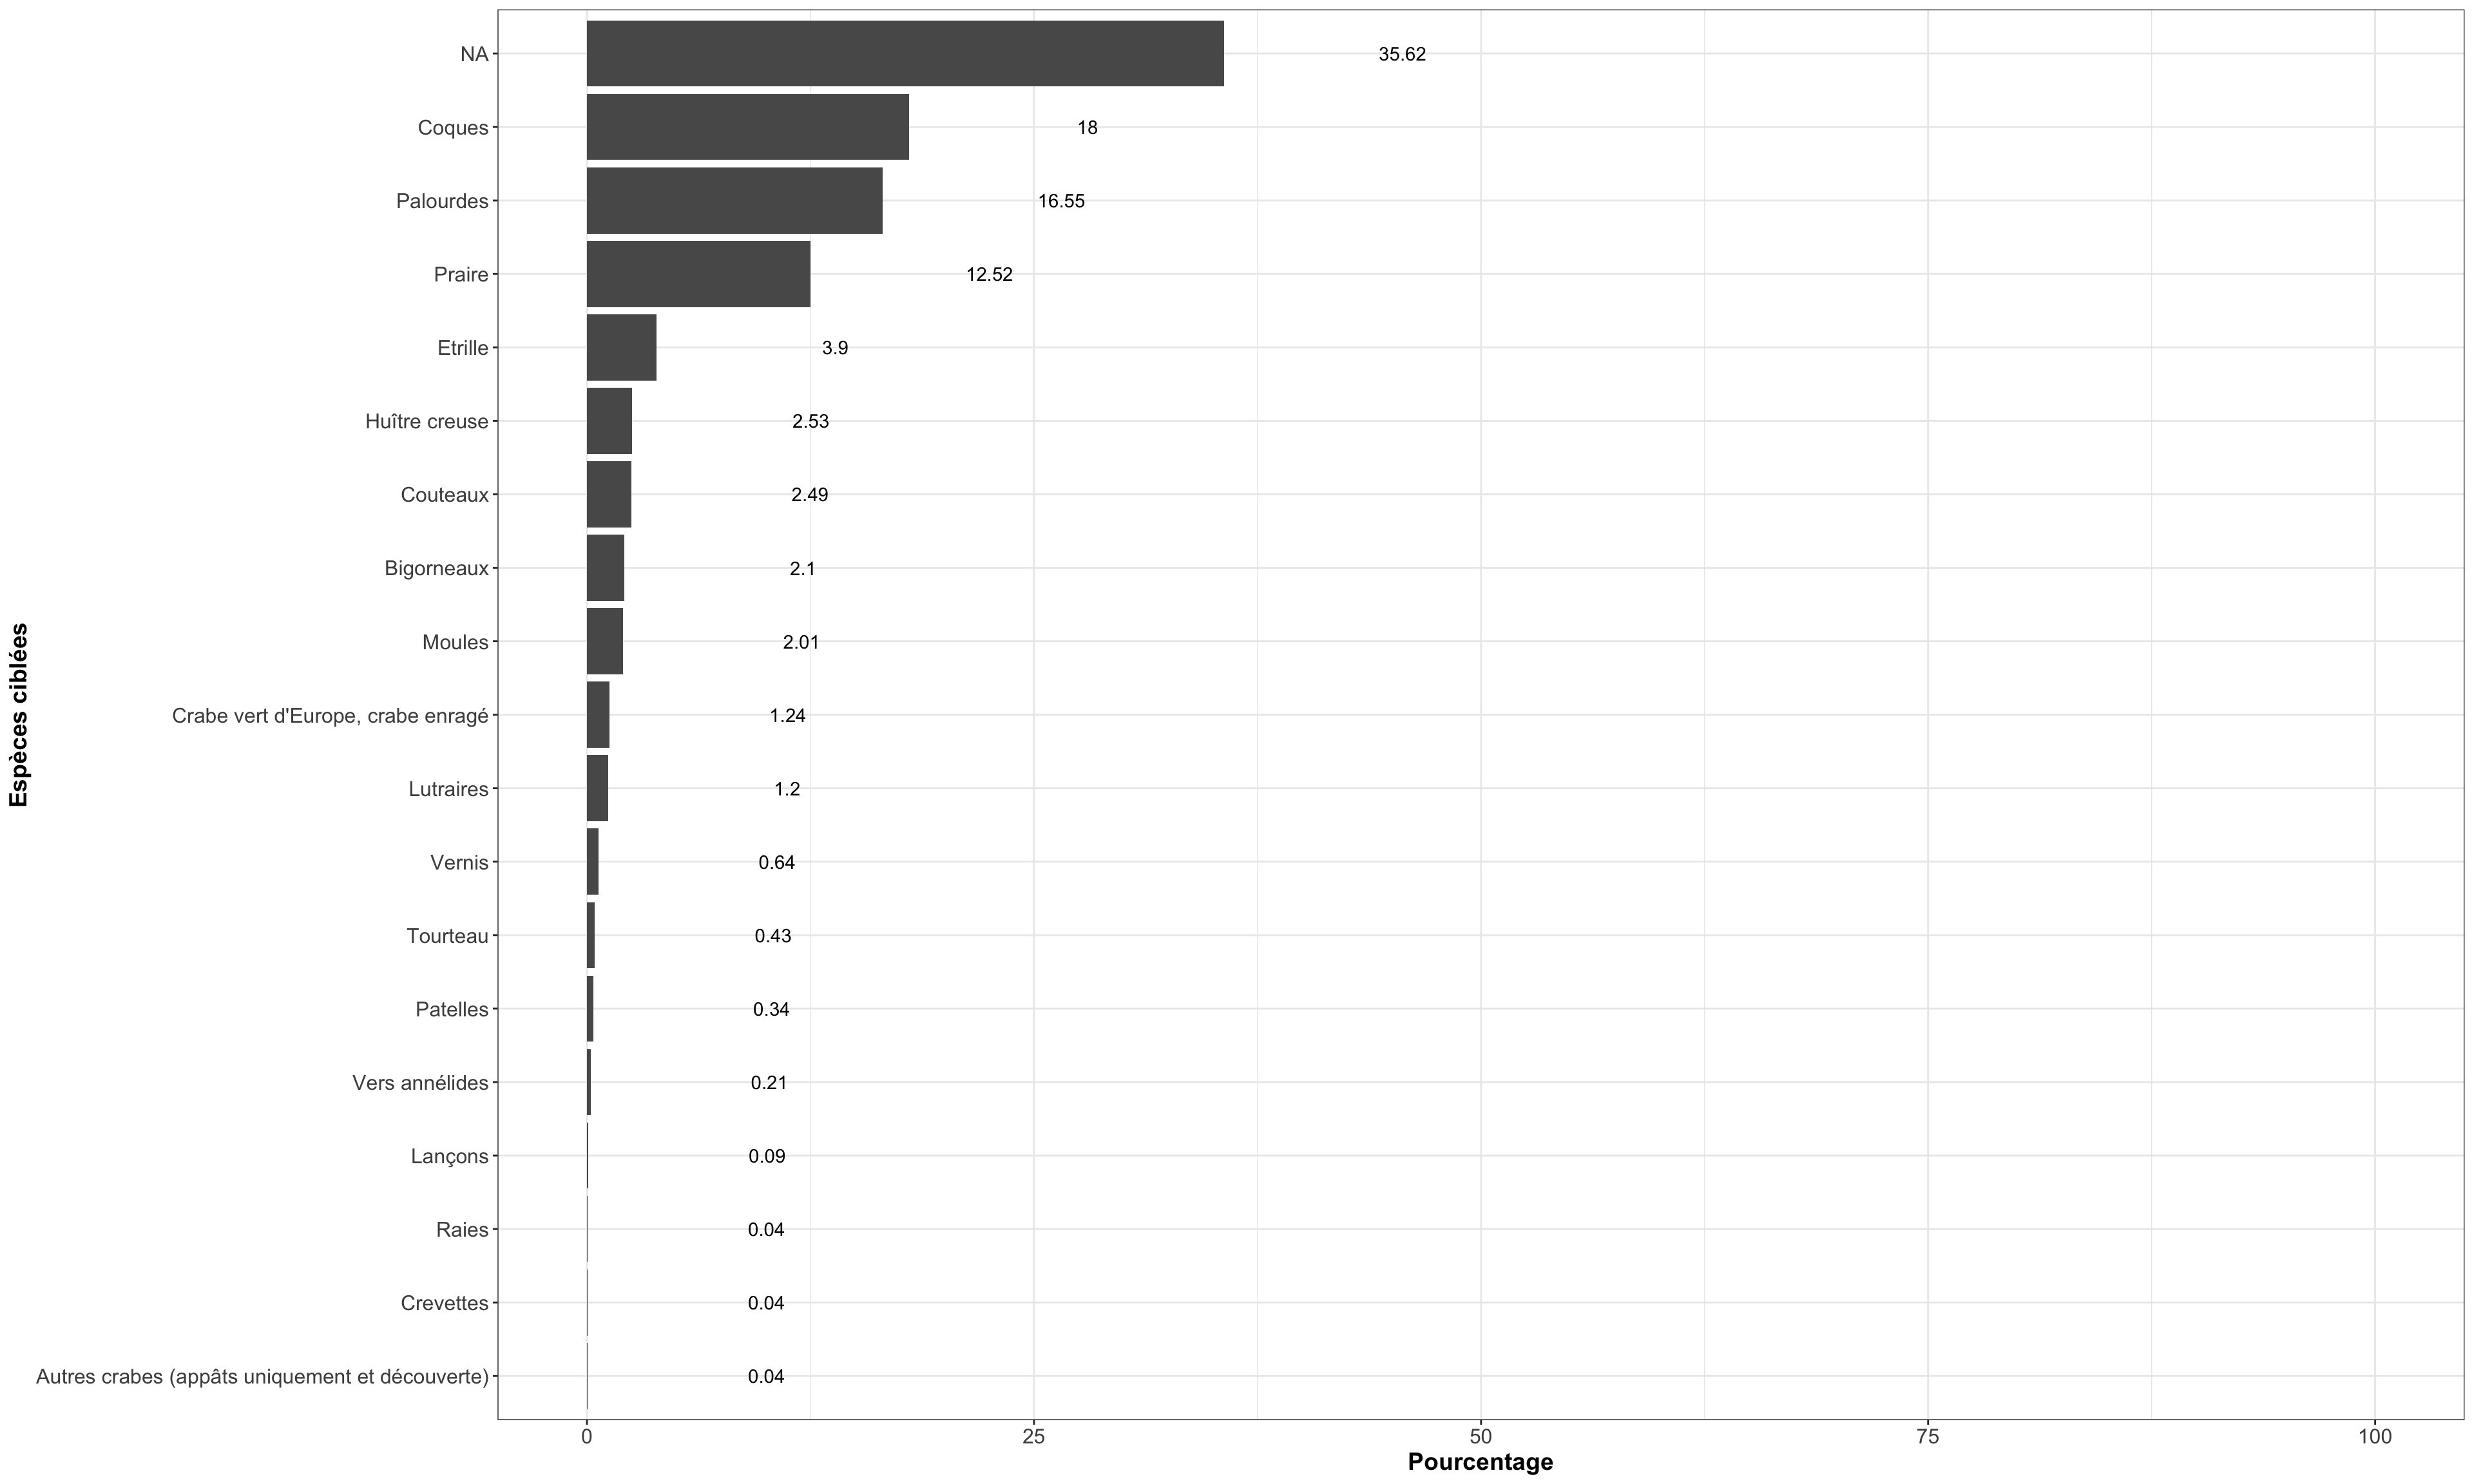 NA 35.62
Coques 18
Palourdes 16.55
Praire 12.52
Etrille 3.9
Huître creuse 2.53
Couteaux 2.49
Bigorneaux 2.1
Moules 2.01
Crabe vert d'Europe, crabe enragé 1.24
Lutraires 1.2
Vernis 0.64
Tourteau 0.43
Patelles 0.34
Vers annélides 0.21
Lançons 0.09
Raies 0.04
Crevettes 0.04
Autres crabes (appâts uniquement et découverte) 0.04
Espèces ciblées
0 25 50 75 100
Pourcentage